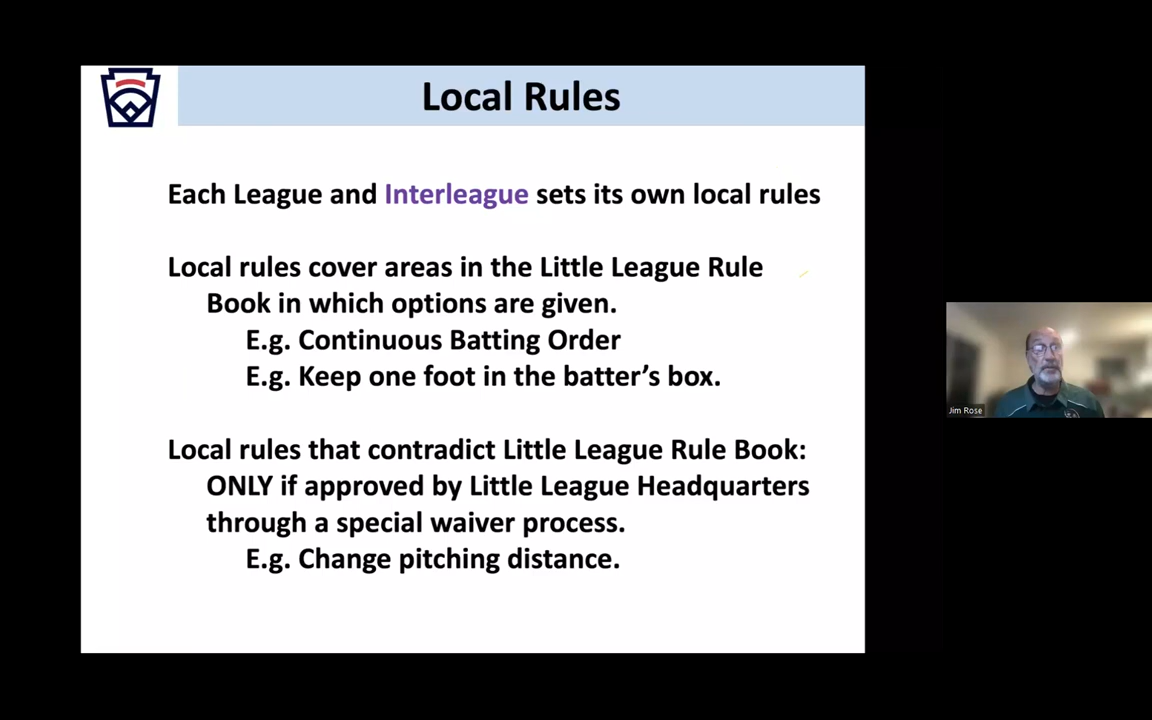 Local Rules
Each League and Interleague sets its own local rules
Local rules cover areas in the Little League Rule
Book in which options are given.
E.g. Continuous Batting Order
E.g. Keep one foot in the batter’s box.
Local rules that contradict Little League Rule Book:
ONLY if approved by Little League Headquarters
through a special waiver process.
E.g. Change pitching distance.
Jim Rose